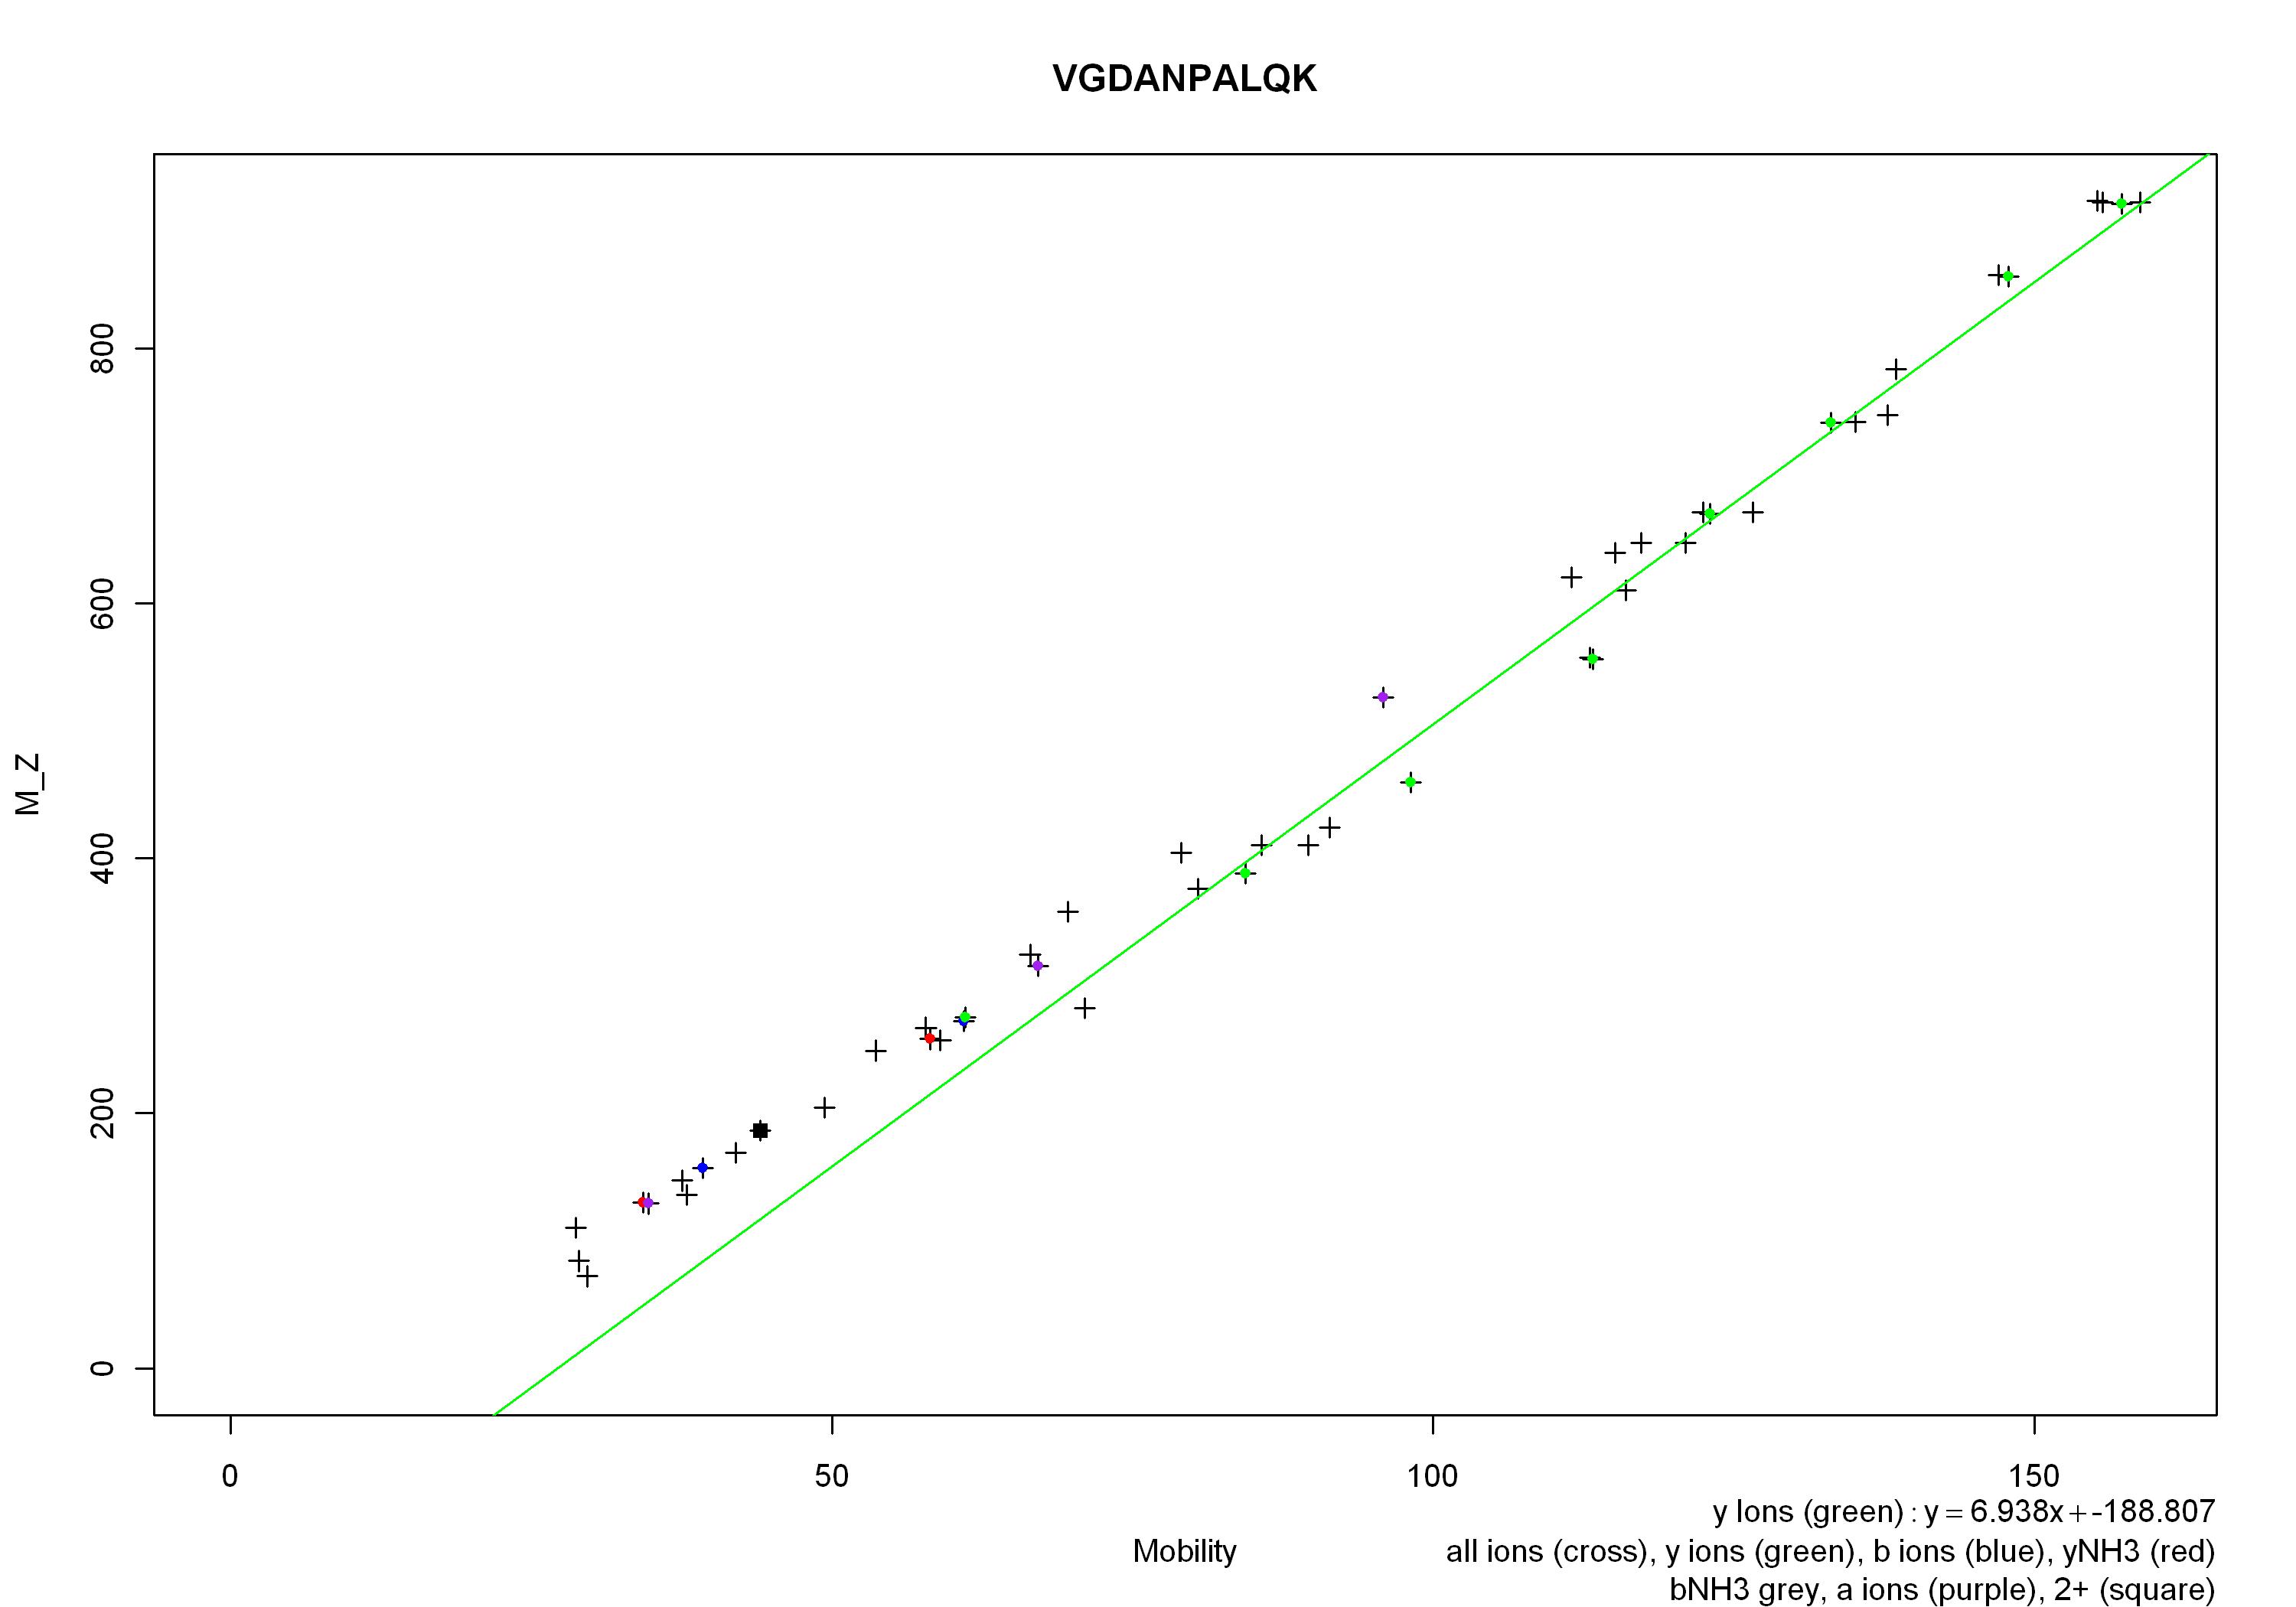 VGDANPALQK
800
600
400
200
0
M_Z
0 50 100 150
y Ions (green) : y = 6.938x + -188.807
Mobility
all ions (cross), y ions (green), b ions (blue), yNH3 (red)
bNH3 grey, a ions (purple), 2+ (square)